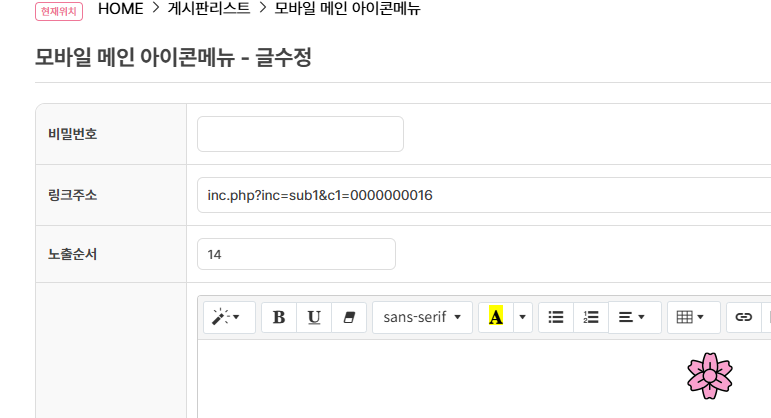 현재위치 HOME > 게시판리스트 > 모바일 메인 아이콘메뉴
모바일 메인 아이콘메뉴 - 글수정
비밀번호
링크주소 inc.php?inc=sub1&c1=0000000016
노출순서 14
B U sans-serif A